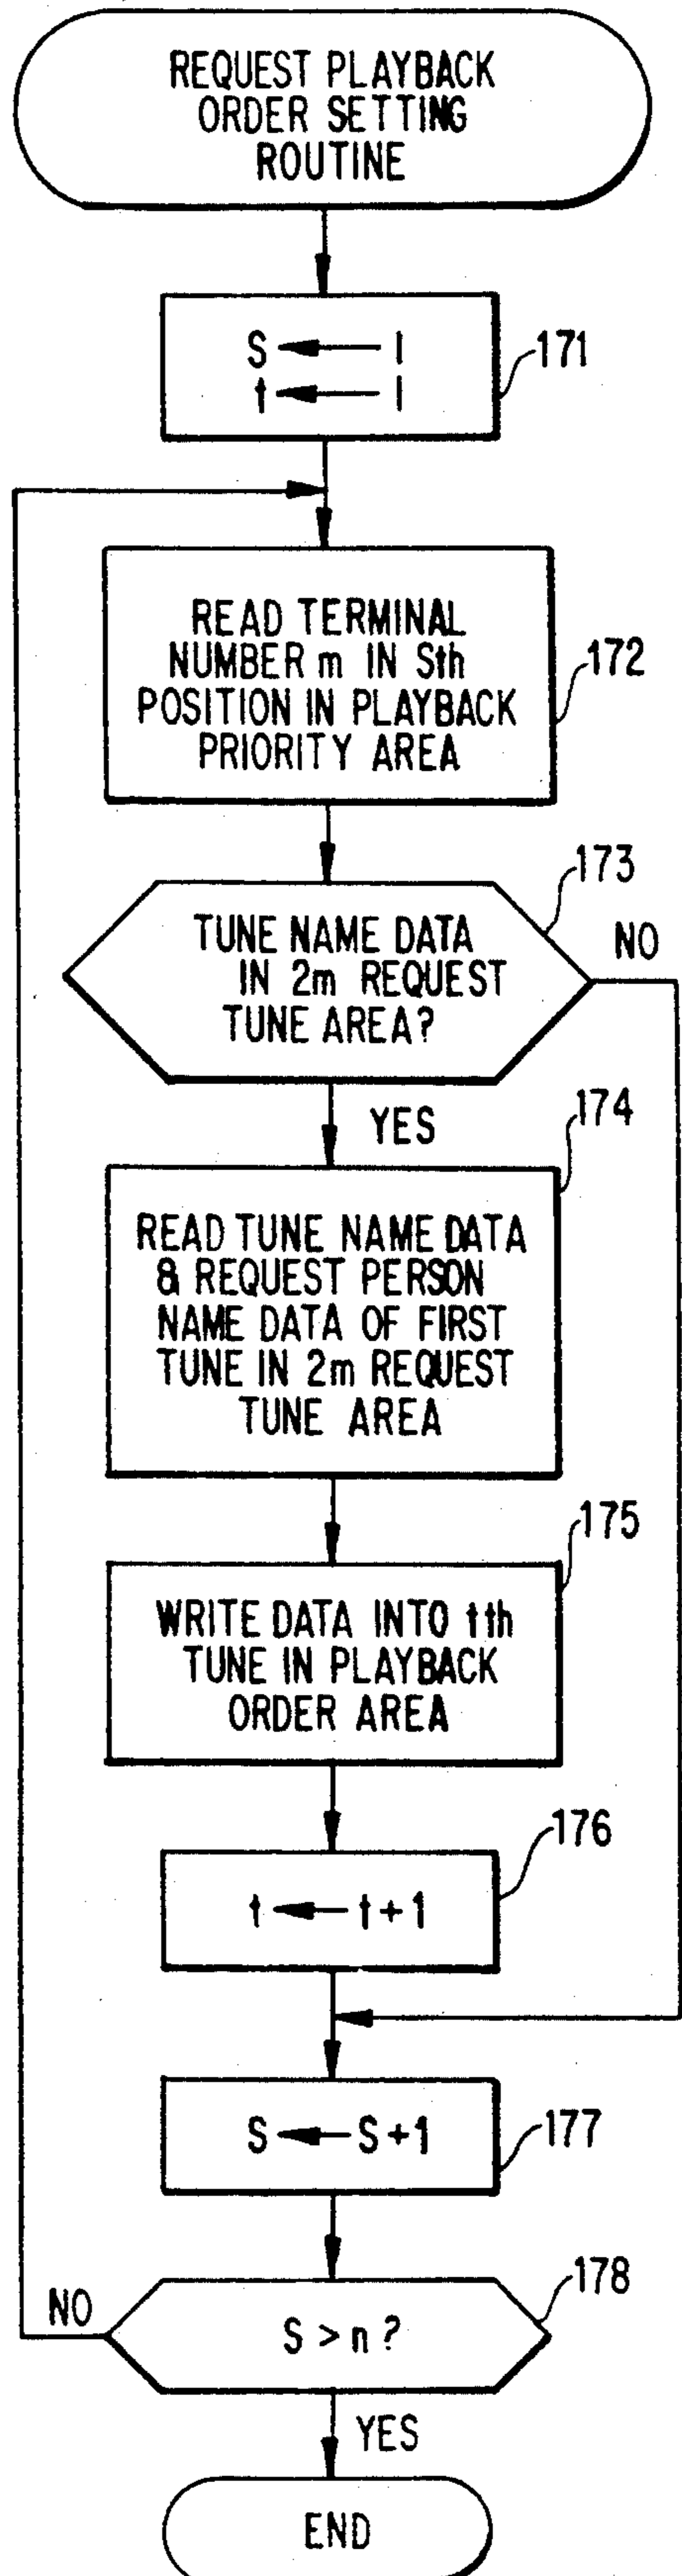 REQUEST PLAYBACK
ORDER SETTING
ROUTINE
S ← 1
t ← 1
171
READ TERMINAL
NUMBER m IN Sth
POSITION IN PLAYBACK
PRIORITY AREA
172
173
TUNE NAME DATA
IN 2m REQUEST
TUNE AREA?
NO
YES
174
READ TUNE NAME DATA
& REQUEST PERSON
NAME DATA OF FIRST
TUNE IN 2m REQUEST
TUNE AREA
175
WRITE DATA INTO tth
TUNE IN PLAYBACK
ORDER AREA
176
t ← t+1
S ← S+1
177
178
NO
S > n ?
YES
END